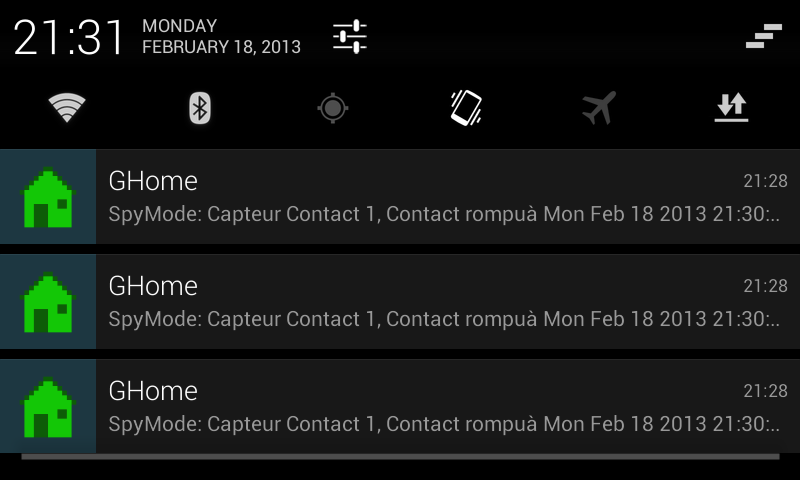 21:31
MONDAY
FEBRUARY 18, 2013
GHome 21:28
SpyMode: Capteur Contact 1, Contact rompuà Mon Feb 18 2013 21:30:..
GHome 21:28
SpyMode: Capteur Contact 1, Contact rompuà Mon Feb 18 2013 21:30:..
GHome 21:28
SpyMode: Capteur Contact 1, Contact rompuà Mon Feb 18 2013 21:30:..